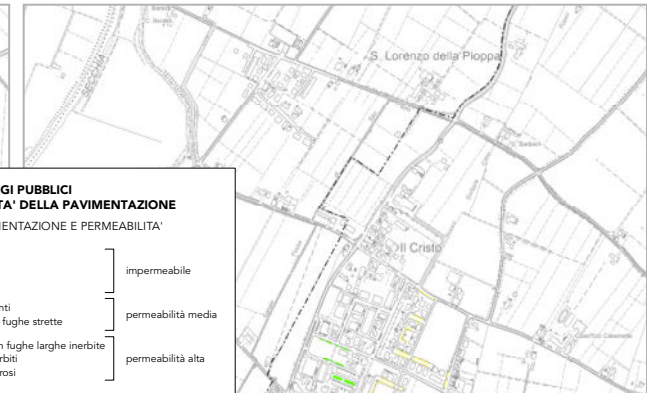 S. Lorenzo della Pioppa
GI PUBBLICI
TA' DELLA PAVIMENTAZIONE
MENTAZIONE E PERMEABILITA'
Il Cristo
impermeabile
nti
fughe strette
permeabilità media
n fughe larghe inerbite
rbiti
rosi
permeabilità alta